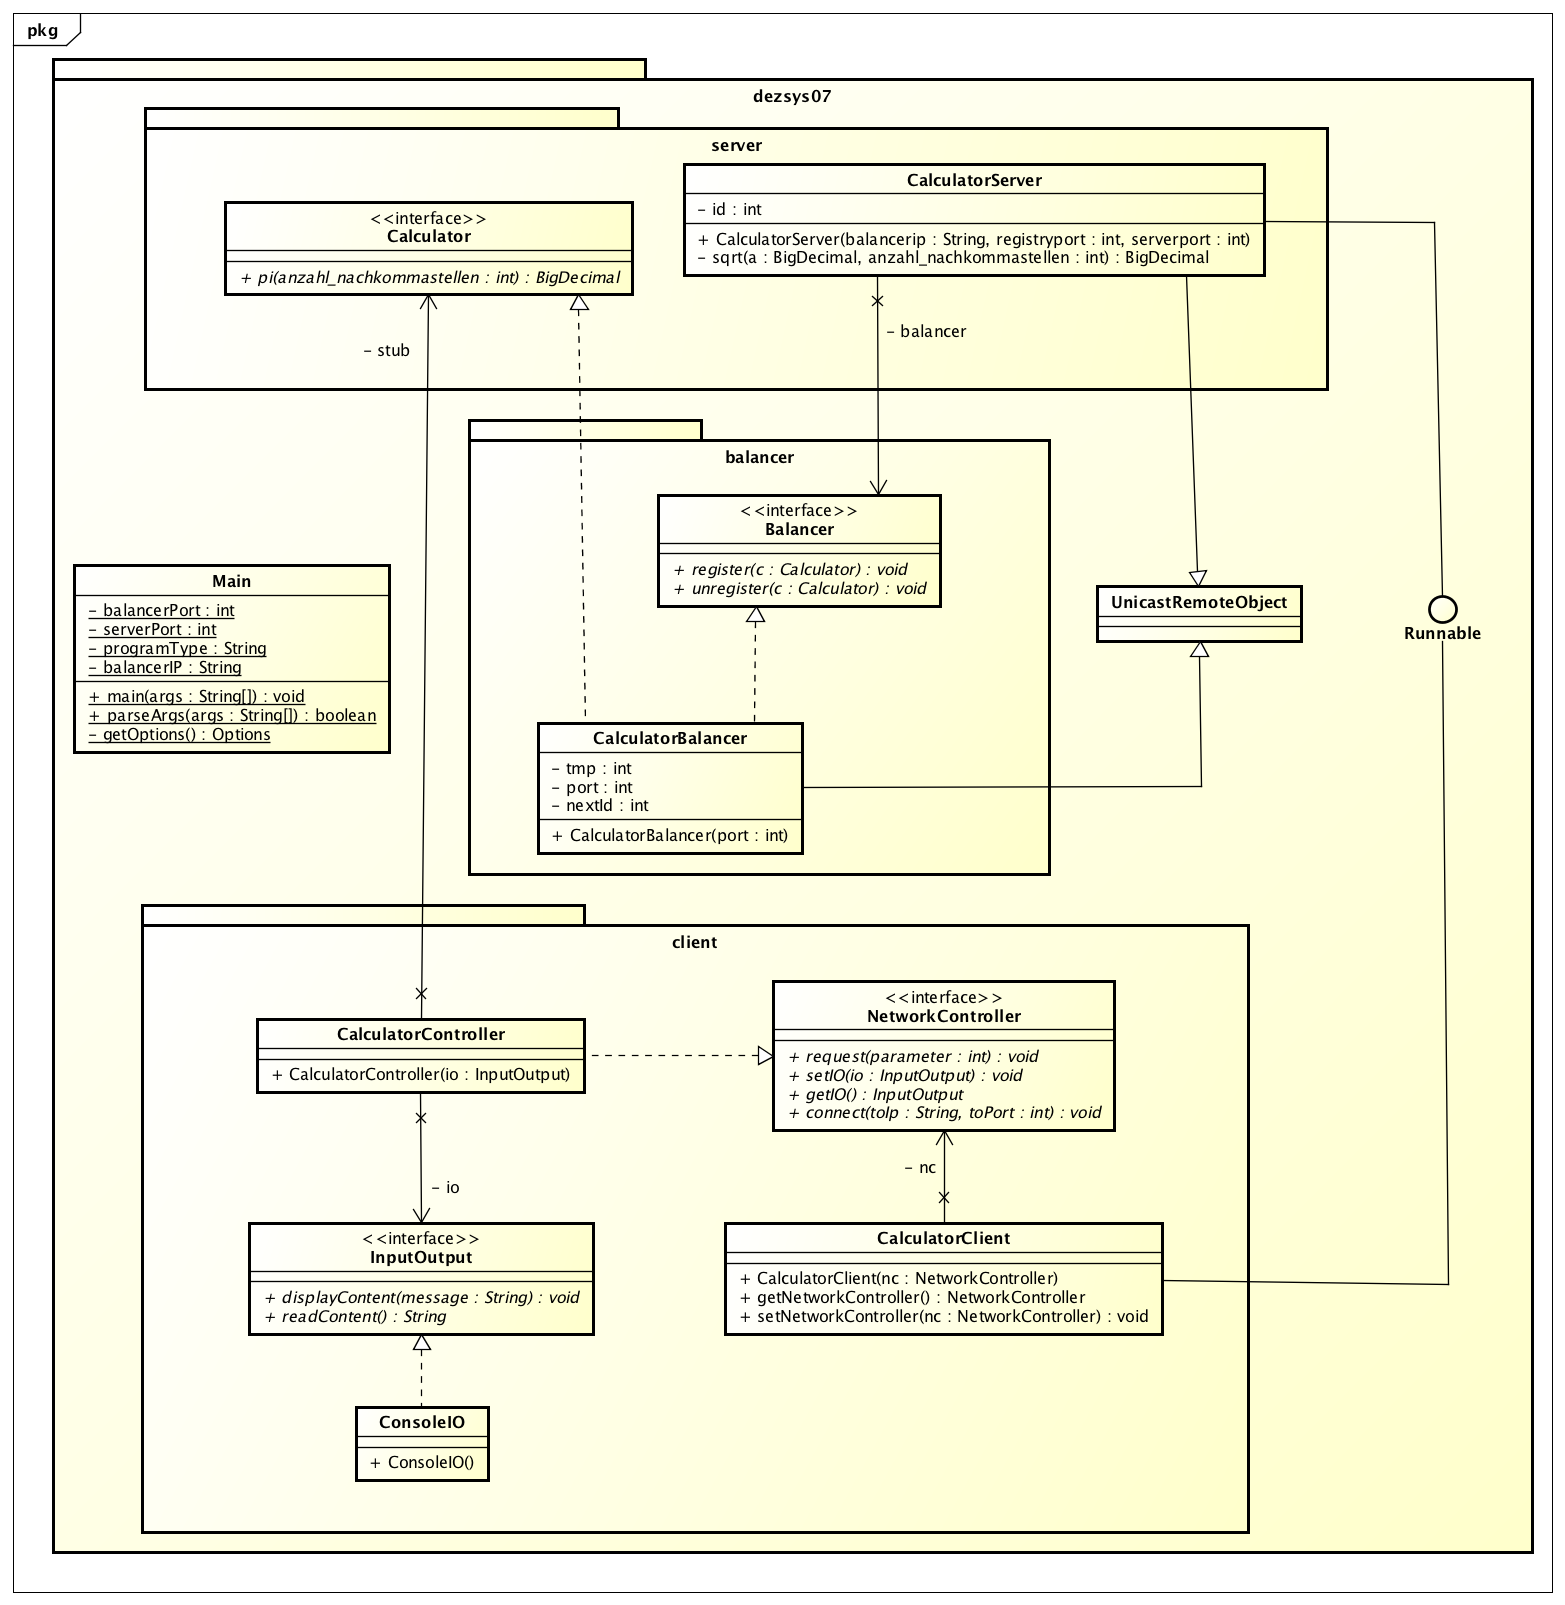 pkg
dezsys07
server
CalculatorServer
- id : int
+ CalculatorServer(balancerip : String, registryport : int, serverport : int)
- sqrt(a : BigDecimal, anzahl_nachkommastellen : int) : BigDecimal
<<interface>>
Calculator
+ pi(anzahl_nachkommastellen : int) : BigDecimal
- stub
- balancer
balancer
<<interface>>
Balancer
+ register(c : Calculator) : void
+ unregister(c : Calculator) : void
Main
- balancerPort : int
- serverPort : int
- programType : String
- balancerIP : String
+ main(args : String[]) : void
+ parseArgs(args : String[]) : boolean
- getOptions() : Options
UnicastRemoteObject
Runnable
CalculatorBalancer
- tmp : int
- port : int
- nextId : int
+ CalculatorBalancer(port : int)
client
CalculatorController
+ CalculatorController(io : InputOutput)
<<interface>>
NetworkController
+ request(parameter : int) : void
+ setIO(io : InputOutput) : void
+ getIO() : InputOutput
+ connect(toIp : String, toPort : int) : void
- nc
- io
<<interface>>
InputOutput
+ displayContent(message : String) : void
+ readContent() : String
CalculatorClient
+ CalculatorClient(nc : NetworkController)
+ getNetworkController() : NetworkController
+ setNetworkController(nc : NetworkController) : void
ConsoleIO
+ ConsoleIO()